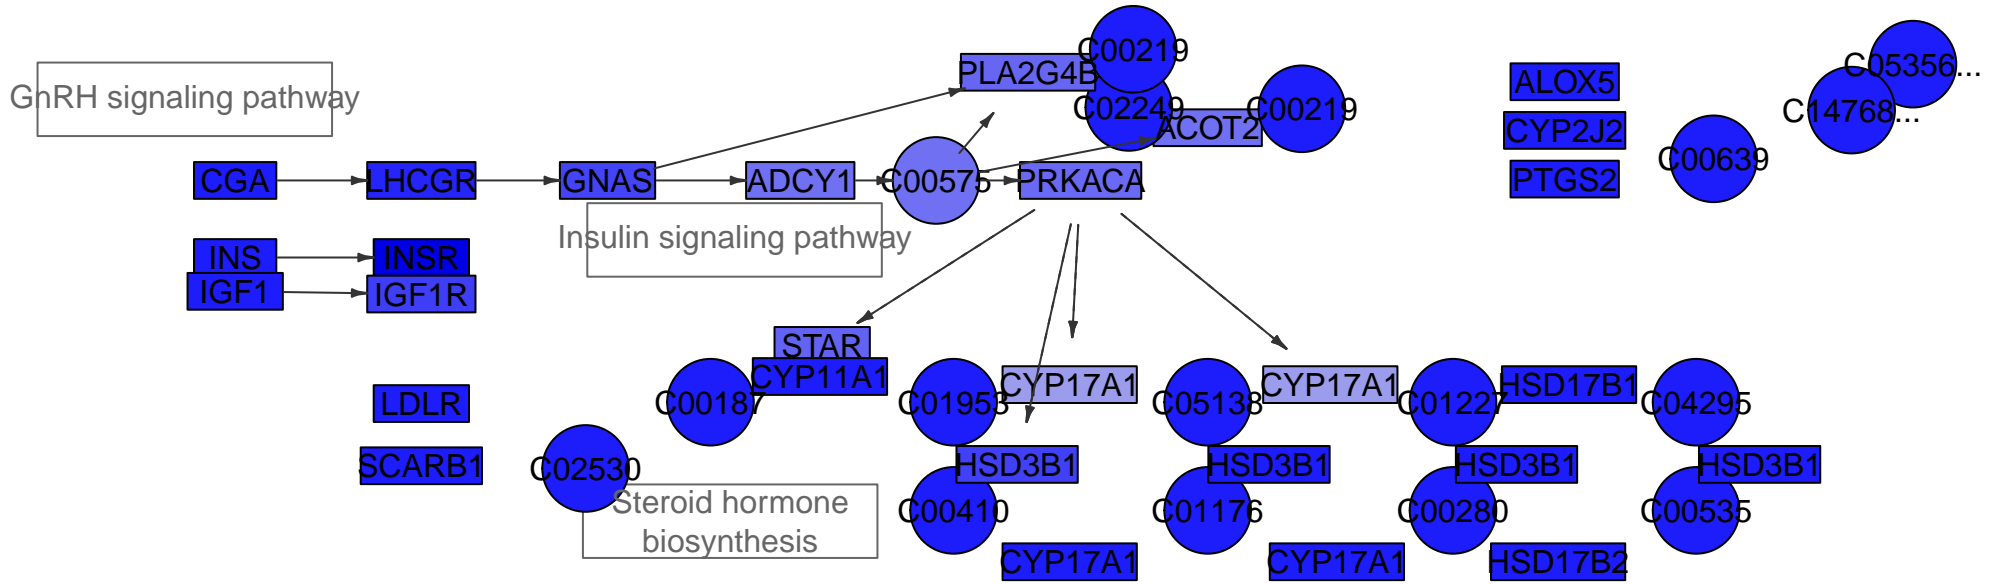 GnRH signaling pathway
PLA2G4B
C00219
C02249
ACOT2
C00219
ALOX5
CYP2J2
PTGS2
C00639
C05356...
C14768...
CGA
LHCGR
GNAS
ADCY1
C00575
PRKACA
Insulin signaling pathway
INS
INSR
IGF1
IGF1R
STAR
CYP11A1
C00187
C01953
CYP17A1
C05138
CYP17A1
C01227
HSD17B1
C04295
LDLR
SCARB1
C02530
HSD3B1
HSD3B1
HSD3B1
HSD3B1
Steroid hormone
biosynthesis
C00410
C01176
C00280
C00535
CYP17A1
CYP17A1
HSD17B2